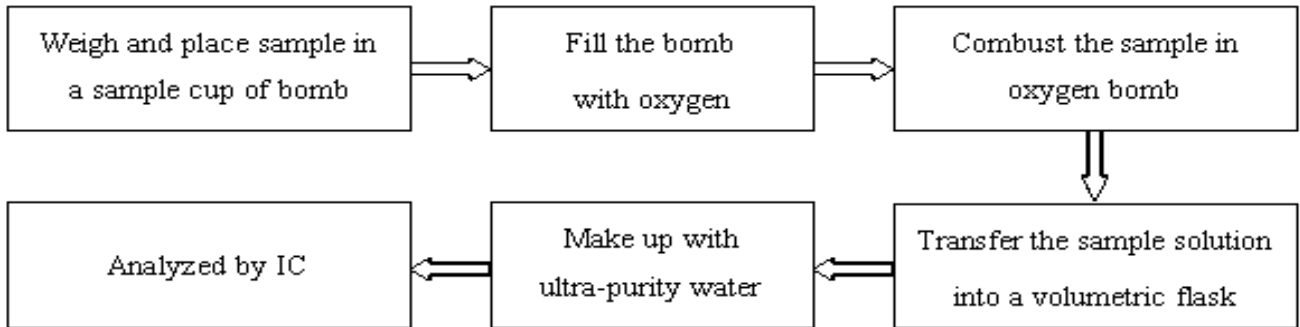 Weigh and place sample in
a sample cup of bomb
Fill the bomb
with oxygen
Combust the sample in
oxygen bomb
Transfer the sample solution
into a volumetric flask
Make up with
ultra-purity water
Analyzed by IC